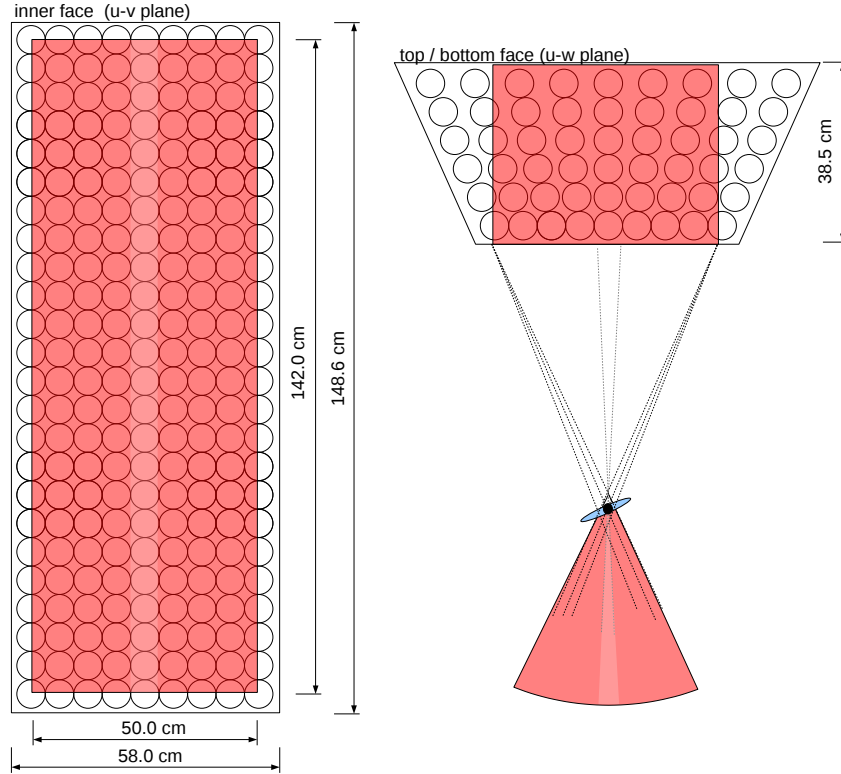 inner face (u-v plane)
top / bottom face (u-w plane)
38.5 cm
142.0 cm
148.6 cm
50.0 cm
58.0 cm